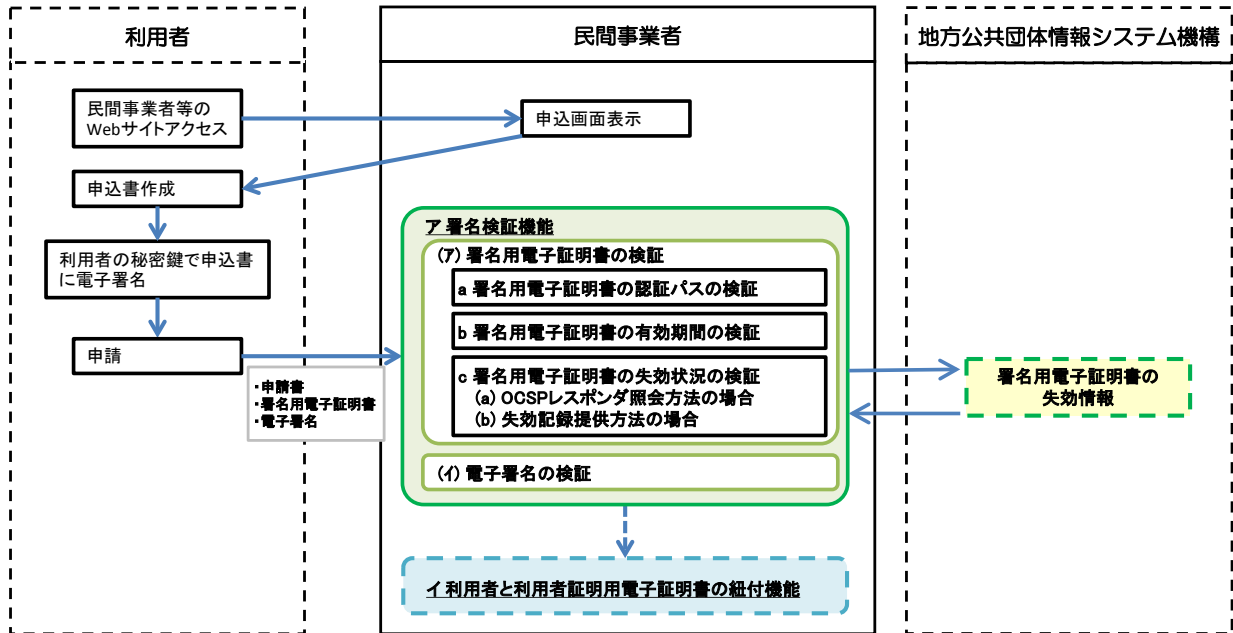 利用者
民間事業者
地方公共団体情報システム機構
民間事業者等の
Webサイトアクセス
申込画面表示
申込書作成
利用者の秘密鍵で申込書
に電子署名
申請
・申請書
・署名用電子証明書
・電子署名
ア 署名検証機能
(ア) 署名用電子証明書の検証
a 署名用電子証明書の認証パスの検証
b 署名用電子証明書の有効期間の検証
c 署名用電子証明書の失効状況の検証
(a) OCSPレスポンダ照会方法の場合
(b) 失効記録提供方法の場合
(イ) 電子署名の検証
署名用電子証明書の
失効情報
イ 利用者と利用者証明用電子証明書の紐付機能